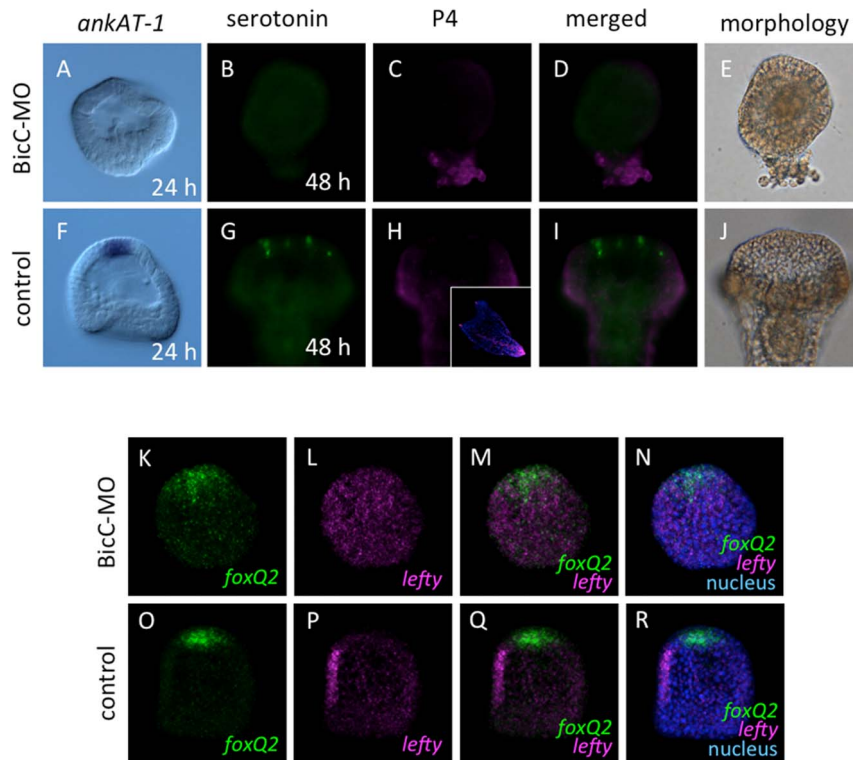 ankAT-1 serotonin P4 merged morphology
BicC-MO
A B C D E
24 h 48 h
control
F G H I J
24 h 48 h
BicC-MO
K L M N
foxQ2 lefty foxQ2 foxQ2
lefty lefty
nucleus
control
O P Q R
foxQ2 lefty foxQ2 foxQ2
lefty lefty
nucleus